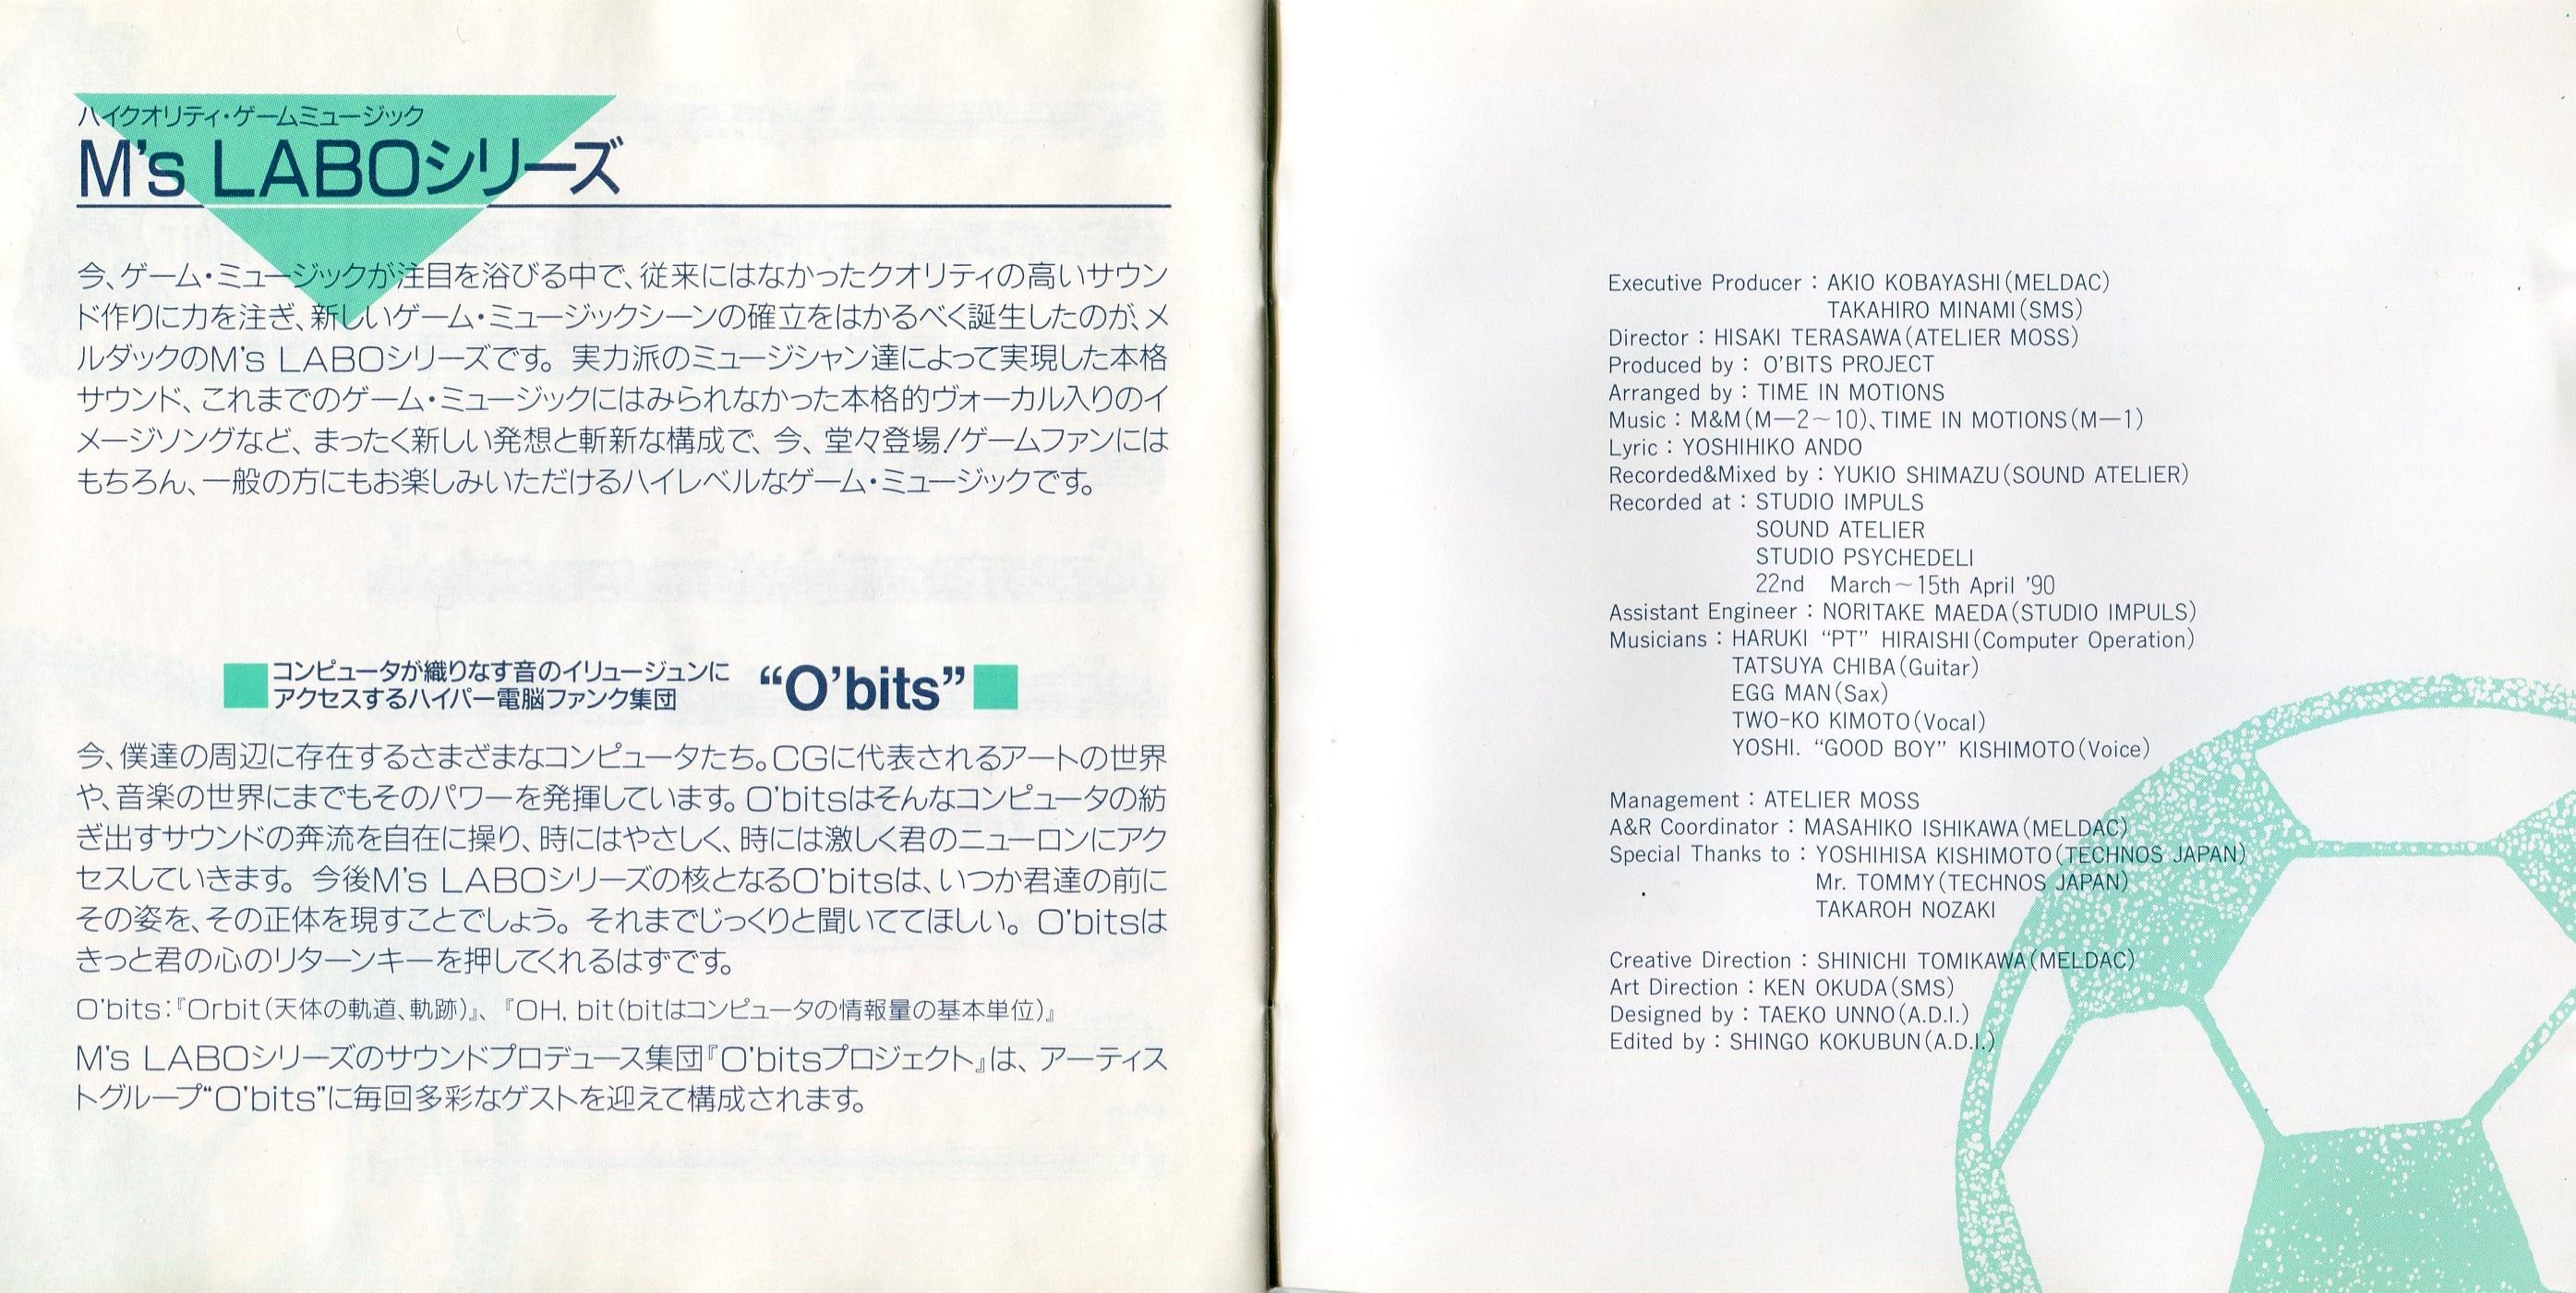 ハイクオリティ・ゲームミュージック
M's LABOシリーズ
今、ゲーム・ミュージックが注目を浴びる中で、従来にはなかったクオリティの高いサウン
ド作りに力を注ぎ、新しいゲーム・ミュージックシーンの確立をはかるべく誕生したのが、メ
ルダックのM's LABOシリーズです。実力派のミュージシャン達によって実現した本格
サウンド、これまでのゲーム・ミュージックにはみられなかった本格的ヴォーカル入りのイ
メージソングなど、まったく新しい発想と斬新な構成で、今、堂々登場!ゲームファンには
もちろん、一般の方にもお楽しみいただけるハイレベルなゲーム・ミュージックです。
コンピュータが織りなす音のイリュージュンに
アクセスするハイパー電脳ファンク集団
“O'bits”
今、僕達の周辺に存在するさまざまなコンピュータたち。CGに代表されるアートの世界
や、音楽の世界にまでもそのパワーを発揮しています。O'bitsはそんなコンピュータの紡
ぎ出すサウンドの奔流を自在に操り、時にはやさしく、時には激しく君のニューロンにアク
セスしていきます。今後M's LABOシリーズの核となるO'bitsは、いつか君達の前に
その姿を、その正体を現すことでしょう。それまでじっくりと聞いててほしい。O'bitsは
きっと君の心のリターンキーを押してくれるはずです。
O'bits:『Orbit(天体の軌道、軌跡)』、『OH, bit(bitはコンピュータの情報量の基本単位)』
M's LABOシリーズのサウンドプロデュース集団『O'bitsプロジェクト』は、アーティス
トグループ“O'bits”に毎回多彩なゲストを迎えて構成されます。
Executive Producer : AKIO KOBAYASHI(MELDAC)
TAKAHIRO MINAMI(SMS)
Director : HISAKI TERASAWA(ATELIER MOSS)
Produced by : O'BITS PROJECT
Arranged by : TIME IN MOTIONS
Music : M&M(M—2~10)、TIME IN MOTIONS(M—1)
Lyric : YOSHIHIKO ANDO
Recorded&Mixed by : YUKIO SHIMAZU(SOUND ATELIER)
Recorded at : STUDIO IMPULS
SOUND ATELIER
STUDIO PSYCHEDELI
22nd March~15th April '90
Assistant Engineer : NORITAKE MAEDA(STUDIO IMPULS)
Musicians : HARUKI “PT” HIRAISHI(Computer Operation)
TATSUYA CHIBA(Guitar)
EGG MAN(Sax)
TWO-KO KIMOTO(Vocal)
YOSHI. “GOOD BOY” KISHIMOTO(Voice)
Management : ATELIER MOSS
A&R Coordinator : MASAHIKO ISHIKAWA(MELDAC)
Special Thanks to : YOSHIHISA KISHIMOTO(TECHNOS JAPAN)
Mr. TOMMY(TECHNOS JAPAN)
TAKAROH NOZAKI
Creative Direction : SHINICHI TOMIKAWA(MELDAC)
Art Direction : KEN OKUDA(SMS)
Designed by : TAEKO UNNO(A.D.I.)
Edited by : SHINGO KOKUBUN(A.D.I.)